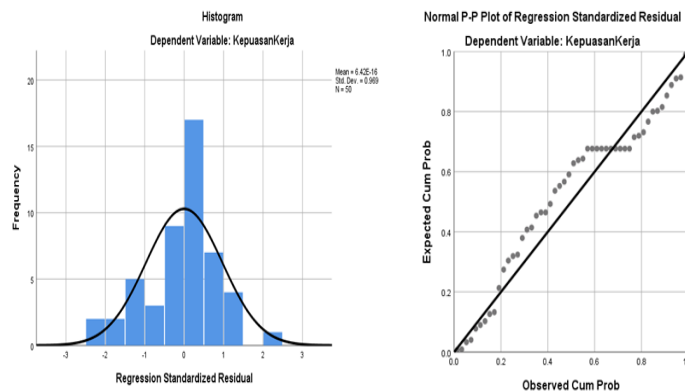 Histogram
Dependent Variable: KepuasanKerja
Mean = 6.42E-16
Std. Dev. = 0.969
N = 50
20
15
10
5
0
Frequency
-3 -2 -1 0 1 2 3
Regression Standardized Residual
Normal P-P Plot of Regression Standardized Residual
Dependent Variable: KepuasanKerja
1.0
0.8
0.6
0.4
0.2
0.0
Expected Cum Prob
0.0 0.2 0.4 0.6 0.8
Observed Cum Prob